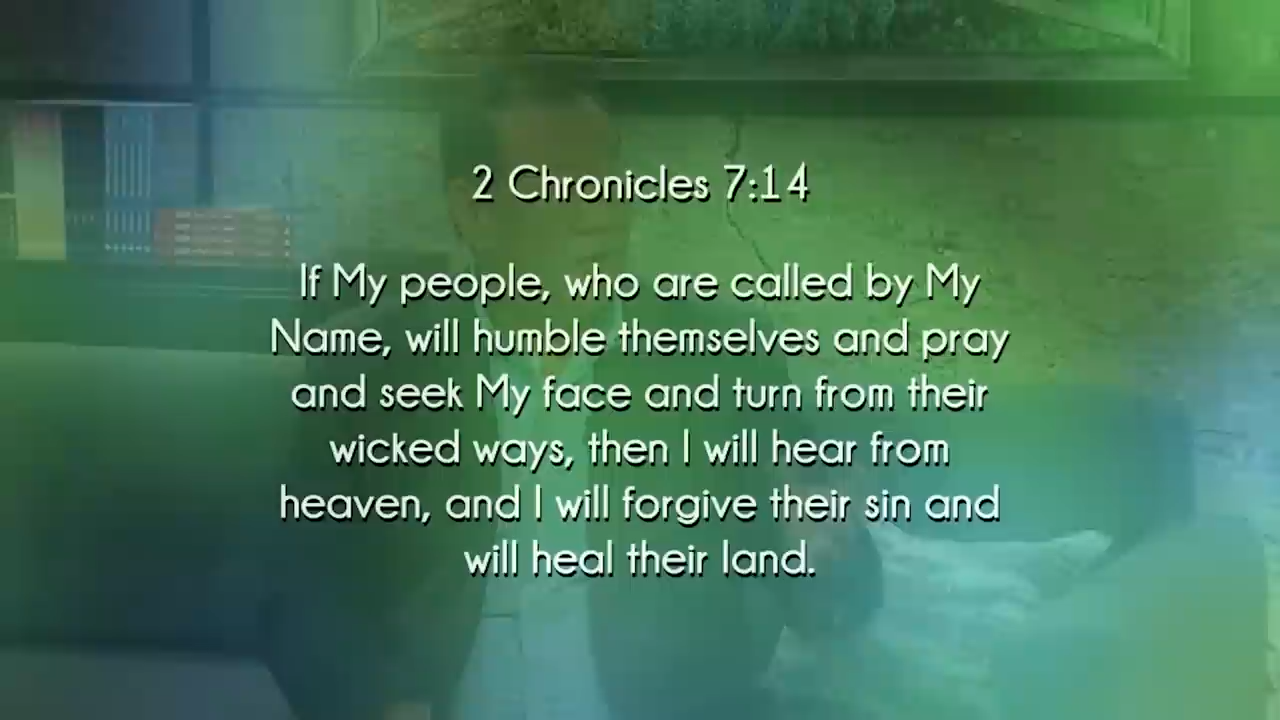 2 Chronicles 7:14
If My people, who are called by My
Name, will humble themselves and pray
and seek My face and turn from their
wicked ways, then I will hear from
heaven, and I will forgive their sin and
will heal their land.